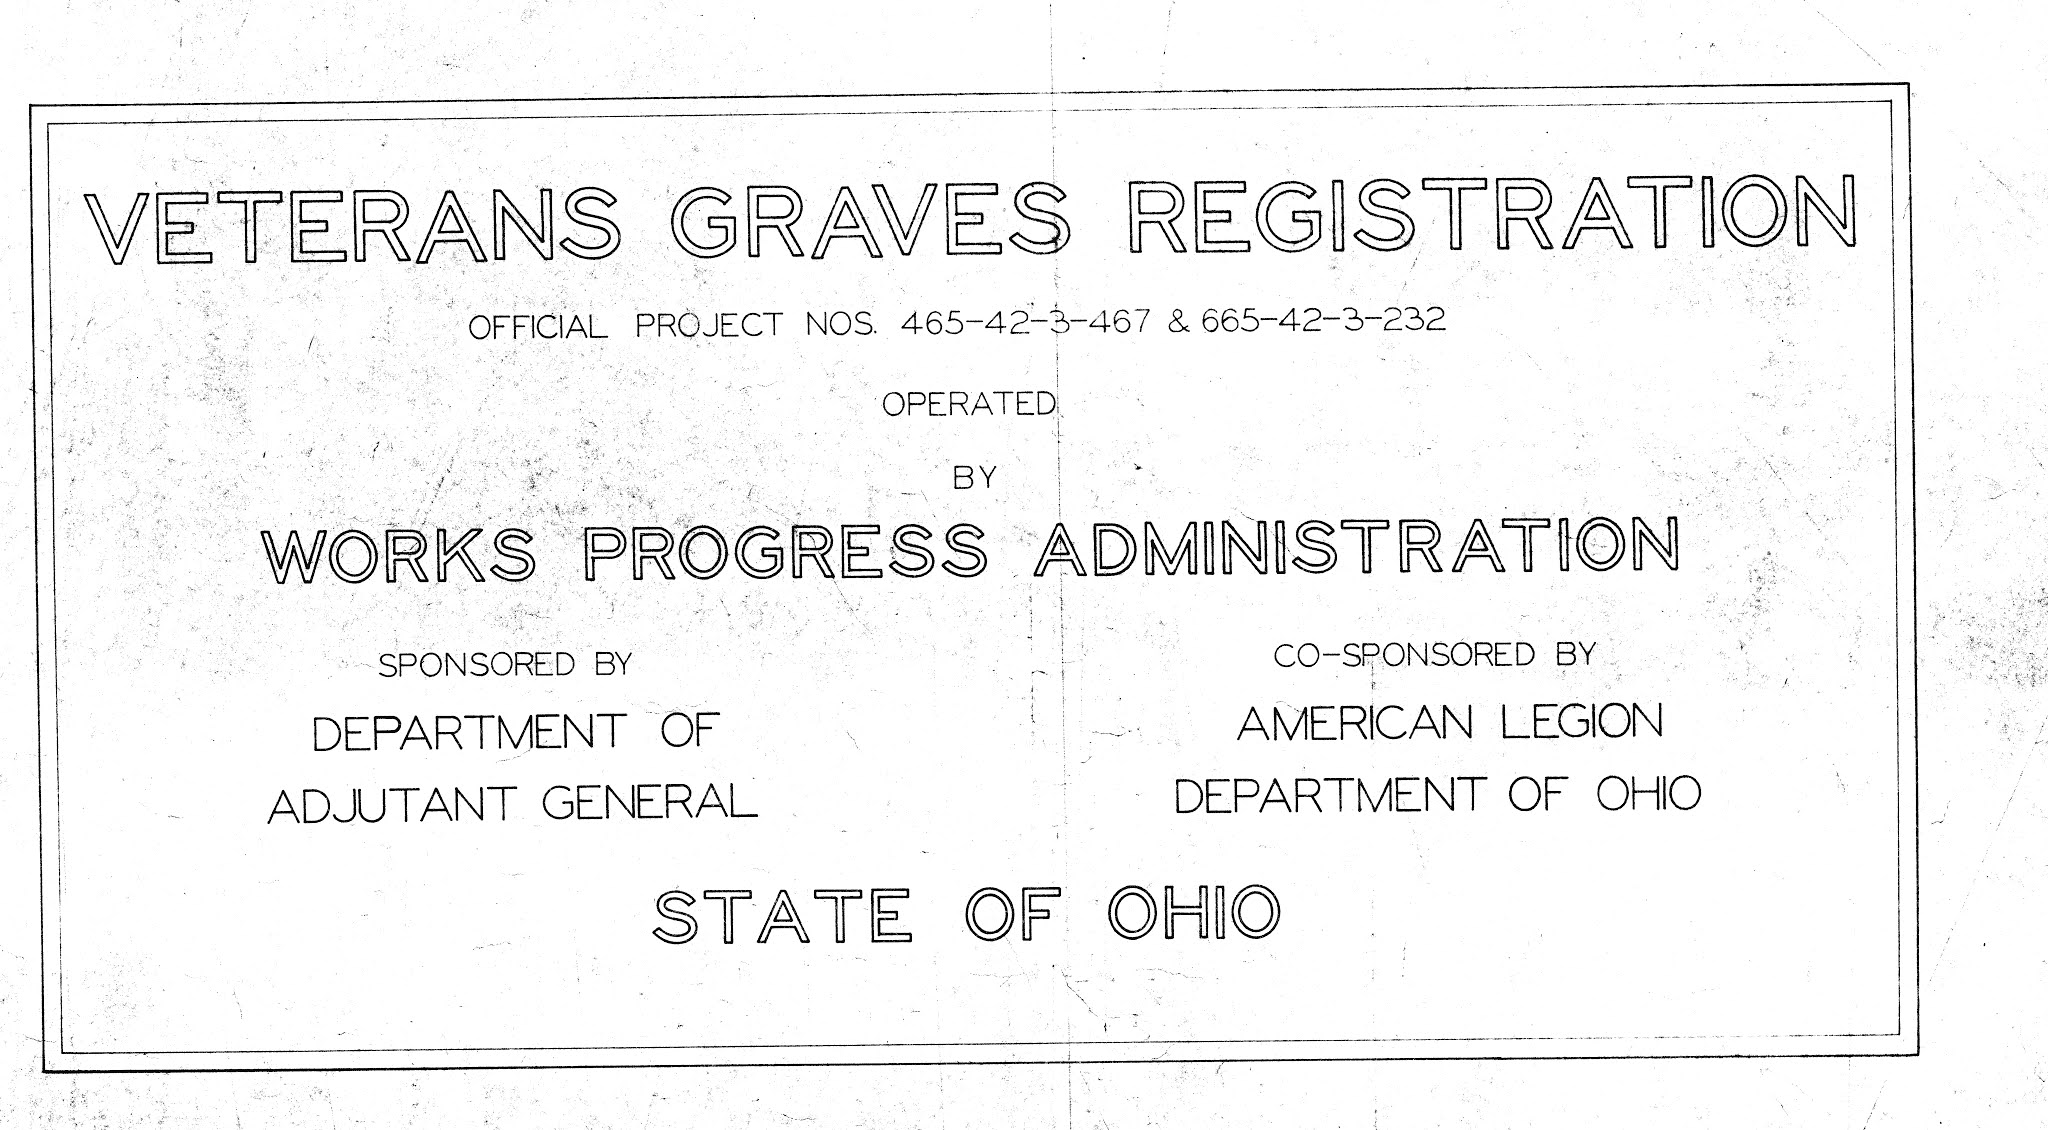 VETERANS GRAVES REGISTRATION
OFFICIAL PROJECT NOS. 465-42-3-467 & 665-42-3-232
OPERATED
BY
WORKS PROGRESS ADMINISTRATION
SPONSORED BY
DEPARTMENT OF
ADJUTANT GENERAL
CO-SPONSORED BY
AMERICAN LEGION
DEPARTMENT OF OHIO
STATE OF OHIO